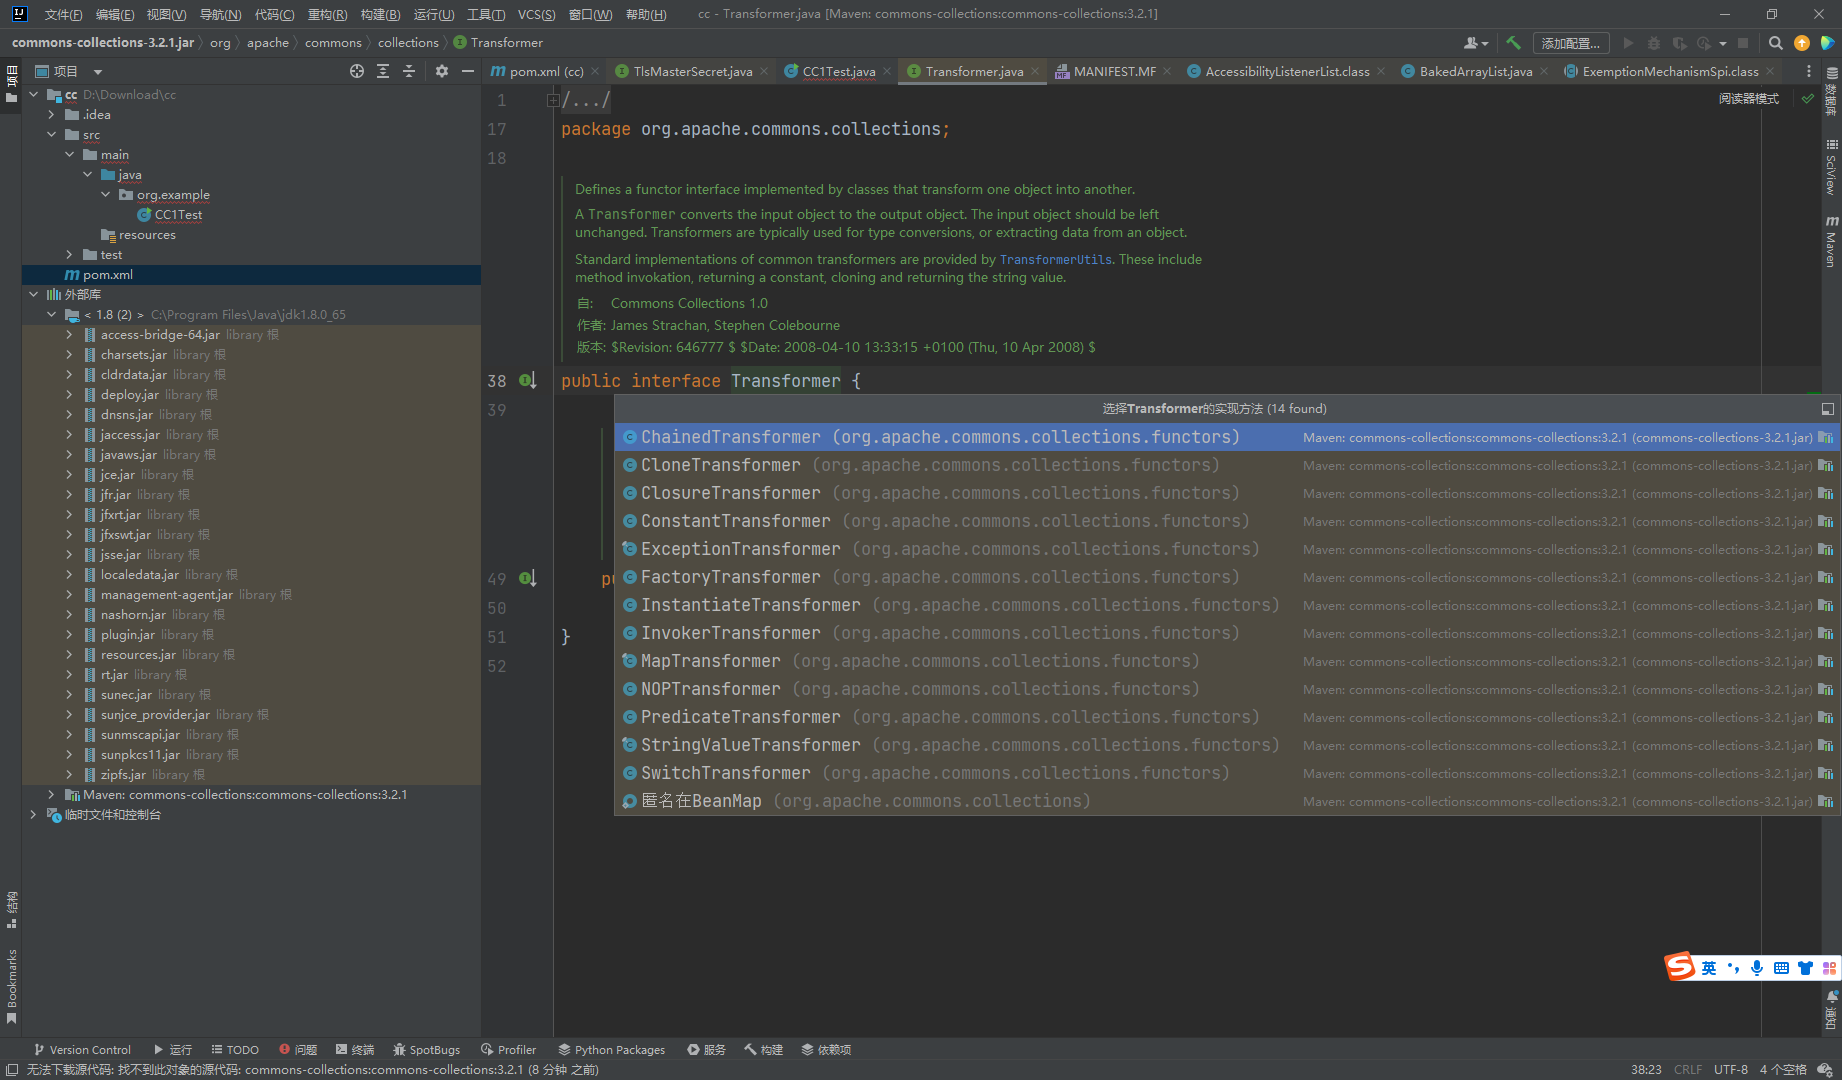 文件(F) 编辑(E) 视图(V) 导航(N) 代码(C) 重构(R) 构建(B) 运行(U) 工具(T) VCS(S) 窗口(W) 帮助(H) cc - Transformer.java [Maven: commons-collections:commons-collections:3.2.1]
commons-collections-3.2.1.jar org apache commons collections Transformer 添加配置...
项目 pom.xml (cc) TlsMasterSecret.java CC1Test.java Transformer.java MANIFEST.MF AccessibilityListenerList.class BakedArrayList.java ExemptionMechanismSpi.class
项目
cc D:\Download\cc
.idea
src
main
java
org.example
CC1Test
resources
test
pom.xml
外部库
< 1.8 (2) > C:\Program Files\Java\jdk1.8.0_65
access-bridge-64.jar library 根
charsets.jar library 根
cldrdata.jar library 根
deploy.jar library 根
dnsns.jar library 根
jaccess.jar library 根
javaws.jar library 根
jce.jar library 根
jfr.jar library 根
jfxrt.jar library 根
jfxswt.jar library 根
jsse.jar library 根
localedata.jar library 根
management-agent.jar library 根
nashorn.jar library 根
plugin.jar library 根
resources.jar library 根
rt.jar library 根
sunec.jar library 根
sunjce_provider.jar library 根
sunmscapi.jar library 根
sunpkcs11.jar library 根
zipfs.jar library 根
Maven: commons-collections:commons-collections:3.2.1
临时文件和控制台
结构
Bookmarks
阅读器模式
1 /.../
17 package org.apache.commons.collections;
18
Defines a functor interface implemented by classes that transform one object into another.
A Transformer converts the input object to the output object. The input object should be left
unchanged. Transformers are typically used for type conversions, or extracting data from an object.
Standard implementations of common transformers are provided by TransformerUtils. These include
method invokation, returning a constant, cloning and returning the string value.
自: Commons Collections 1.0
作者: James Strachan, Stephen Colebourne
版本: $Revision: 646777 $ $Date: 2008-04-10 13:33:15 +0100 (Thu, 10 Apr 2008) $
38 public interface Transformer {
39
选择Transformer的实现方法 (14 found)
ChainedTransformer (org.apache.commons.collections.functors) Maven: commons-collections:commons-collections:3.2.1 (commons-collections-3.2.1.jar)
CloneTransformer (org.apache.commons.collections.functors) Maven: commons-collections:commons-collections:3.2.1 (commons-collections-3.2.1.jar)
ClosureTransformer (org.apache.commons.collections.functors) Maven: commons-collections:commons-collections:3.2.1 (commons-collections-3.2.1.jar)
ConstantTransformer (org.apache.commons.collections.functors) Maven: commons-collections:commons-collections:3.2.1 (commons-collections-3.2.1.jar)
ExceptionTransformer (org.apache.commons.collections.functors) Maven: commons-collections:commons-collections:3.2.1 (commons-collections-3.2.1.jar)
FactoryTransformer (org.apache.commons.collections.functors) Maven: commons-collections:commons-collections:3.2.1 (commons-collections-3.2.1.jar)
InstantiateTransformer (org.apache.commons.collections.functors) Maven: commons-collections:commons-collections:3.2.1 (commons-collections-3.2.1.jar)
InvokerTransformer (org.apache.commons.collections.functors) Maven: commons-collections:commons-collections:3.2.1 (commons-collections-3.2.1.jar)
MapTransformer (org.apache.commons.collections.functors) Maven: commons-collections:commons-collections:3.2.1 (commons-collections-3.2.1.jar)
NOPTransformer (org.apache.commons.collections.functors) Maven: commons-collections:commons-collections:3.2.1 (commons-collections-3.2.1.jar)
PredicateTransformer (org.apache.commons.collections.functors) Maven: commons-collections:commons-collections:3.2.1 (commons-collections-3.2.1.jar)
StringValueTransformer (org.apache.commons.collections.functors) Maven: commons-collections:commons-collections:3.2.1 (commons-collections-3.2.1.jar)
SwitchTransformer (org.apache.commons.collections.functors) Maven: commons-collections:commons-collections:3.2.1 (commons-collections-3.2.1.jar)
匿名在BeanMap (org.apache.commons.collections) Maven: commons-collections:commons-collections:3.2.1 (commons-collections-3.2.1.jar)
49 pu
50
51 }
52
数据库
SciView
Maven
英
通知
Version Control 运行 TODO 问题 终端 SpotBugs Profiler Python Packages 服务 构建 依赖项
无法下载源代码: 找不到此对象的源代码: commons-collections:commons-collections:3.2.1 (8 分钟 之前) 38:23 CRLF UTF-8 4 个空格